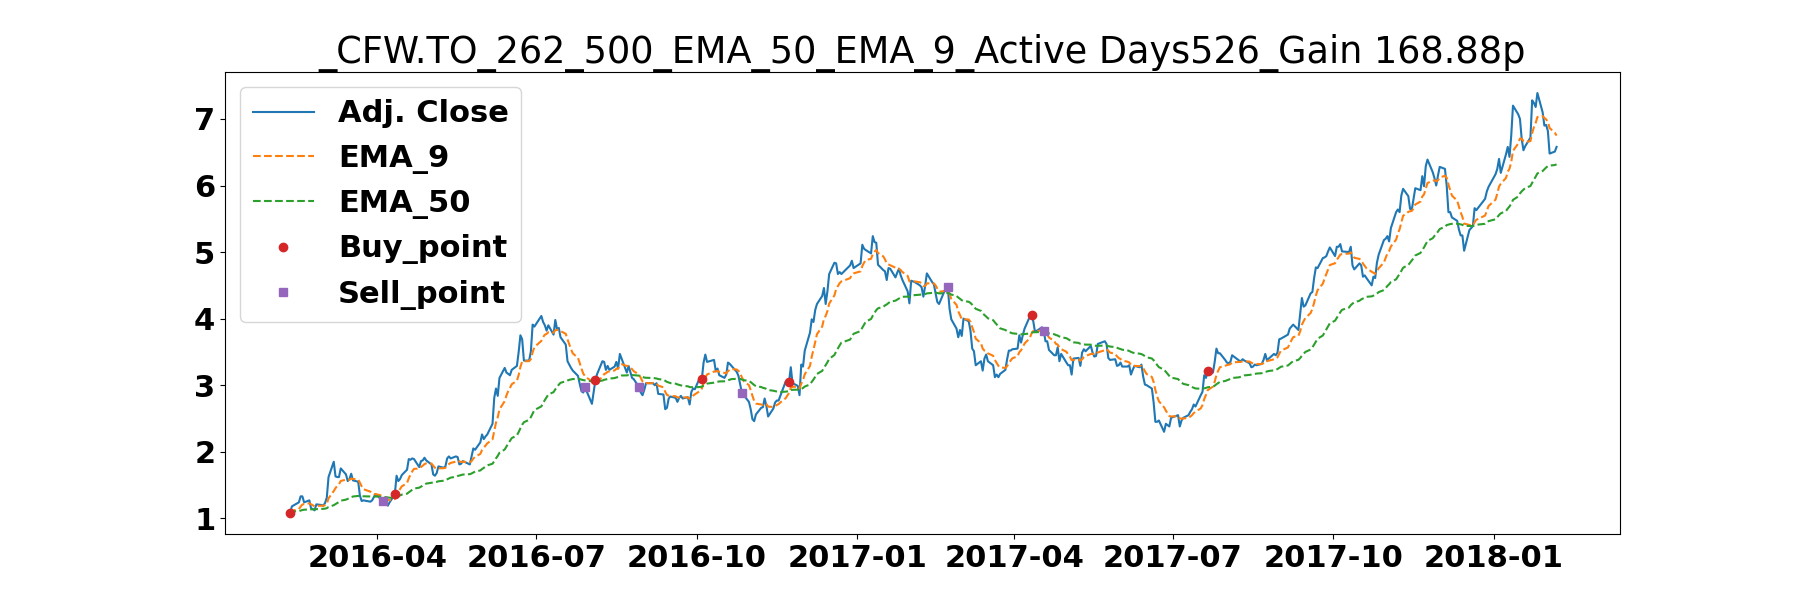 _CFW.TO_262_500_EMA_50_EMA_9_Active Days526_Gain 168.88p
Adj. Close
EMA_9
EMA_50
Buy_point
Sell_point
7
6
5
4
3
2
1
2016-04 2016-07 2016-10 2017-01 2017-04 2017-07 2017-10 2018-01